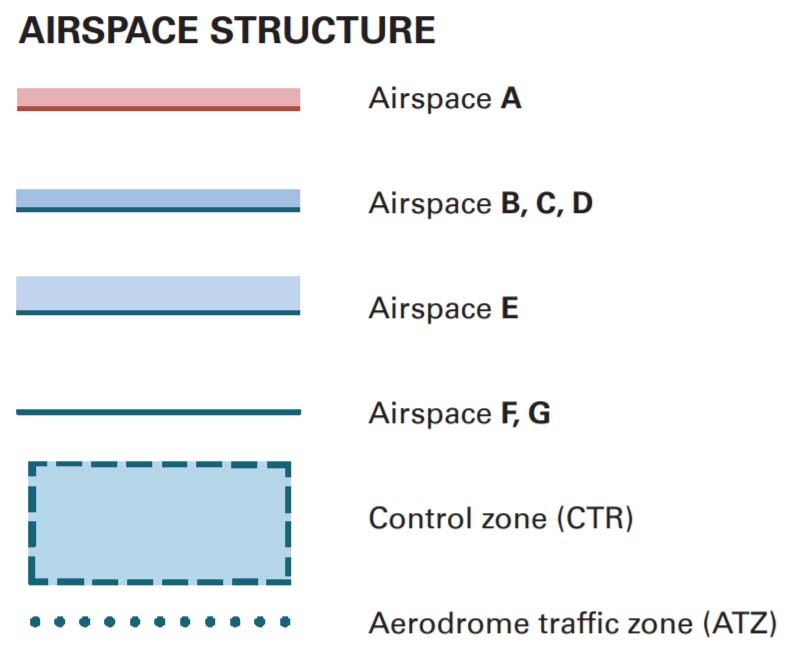 AIRSPACE STRUCTURE
Airspace A
Airspace B, C, D
Airspace E
Airspace F, G
Control zone (CTR)
Aerodrome traffic zone (ATZ)